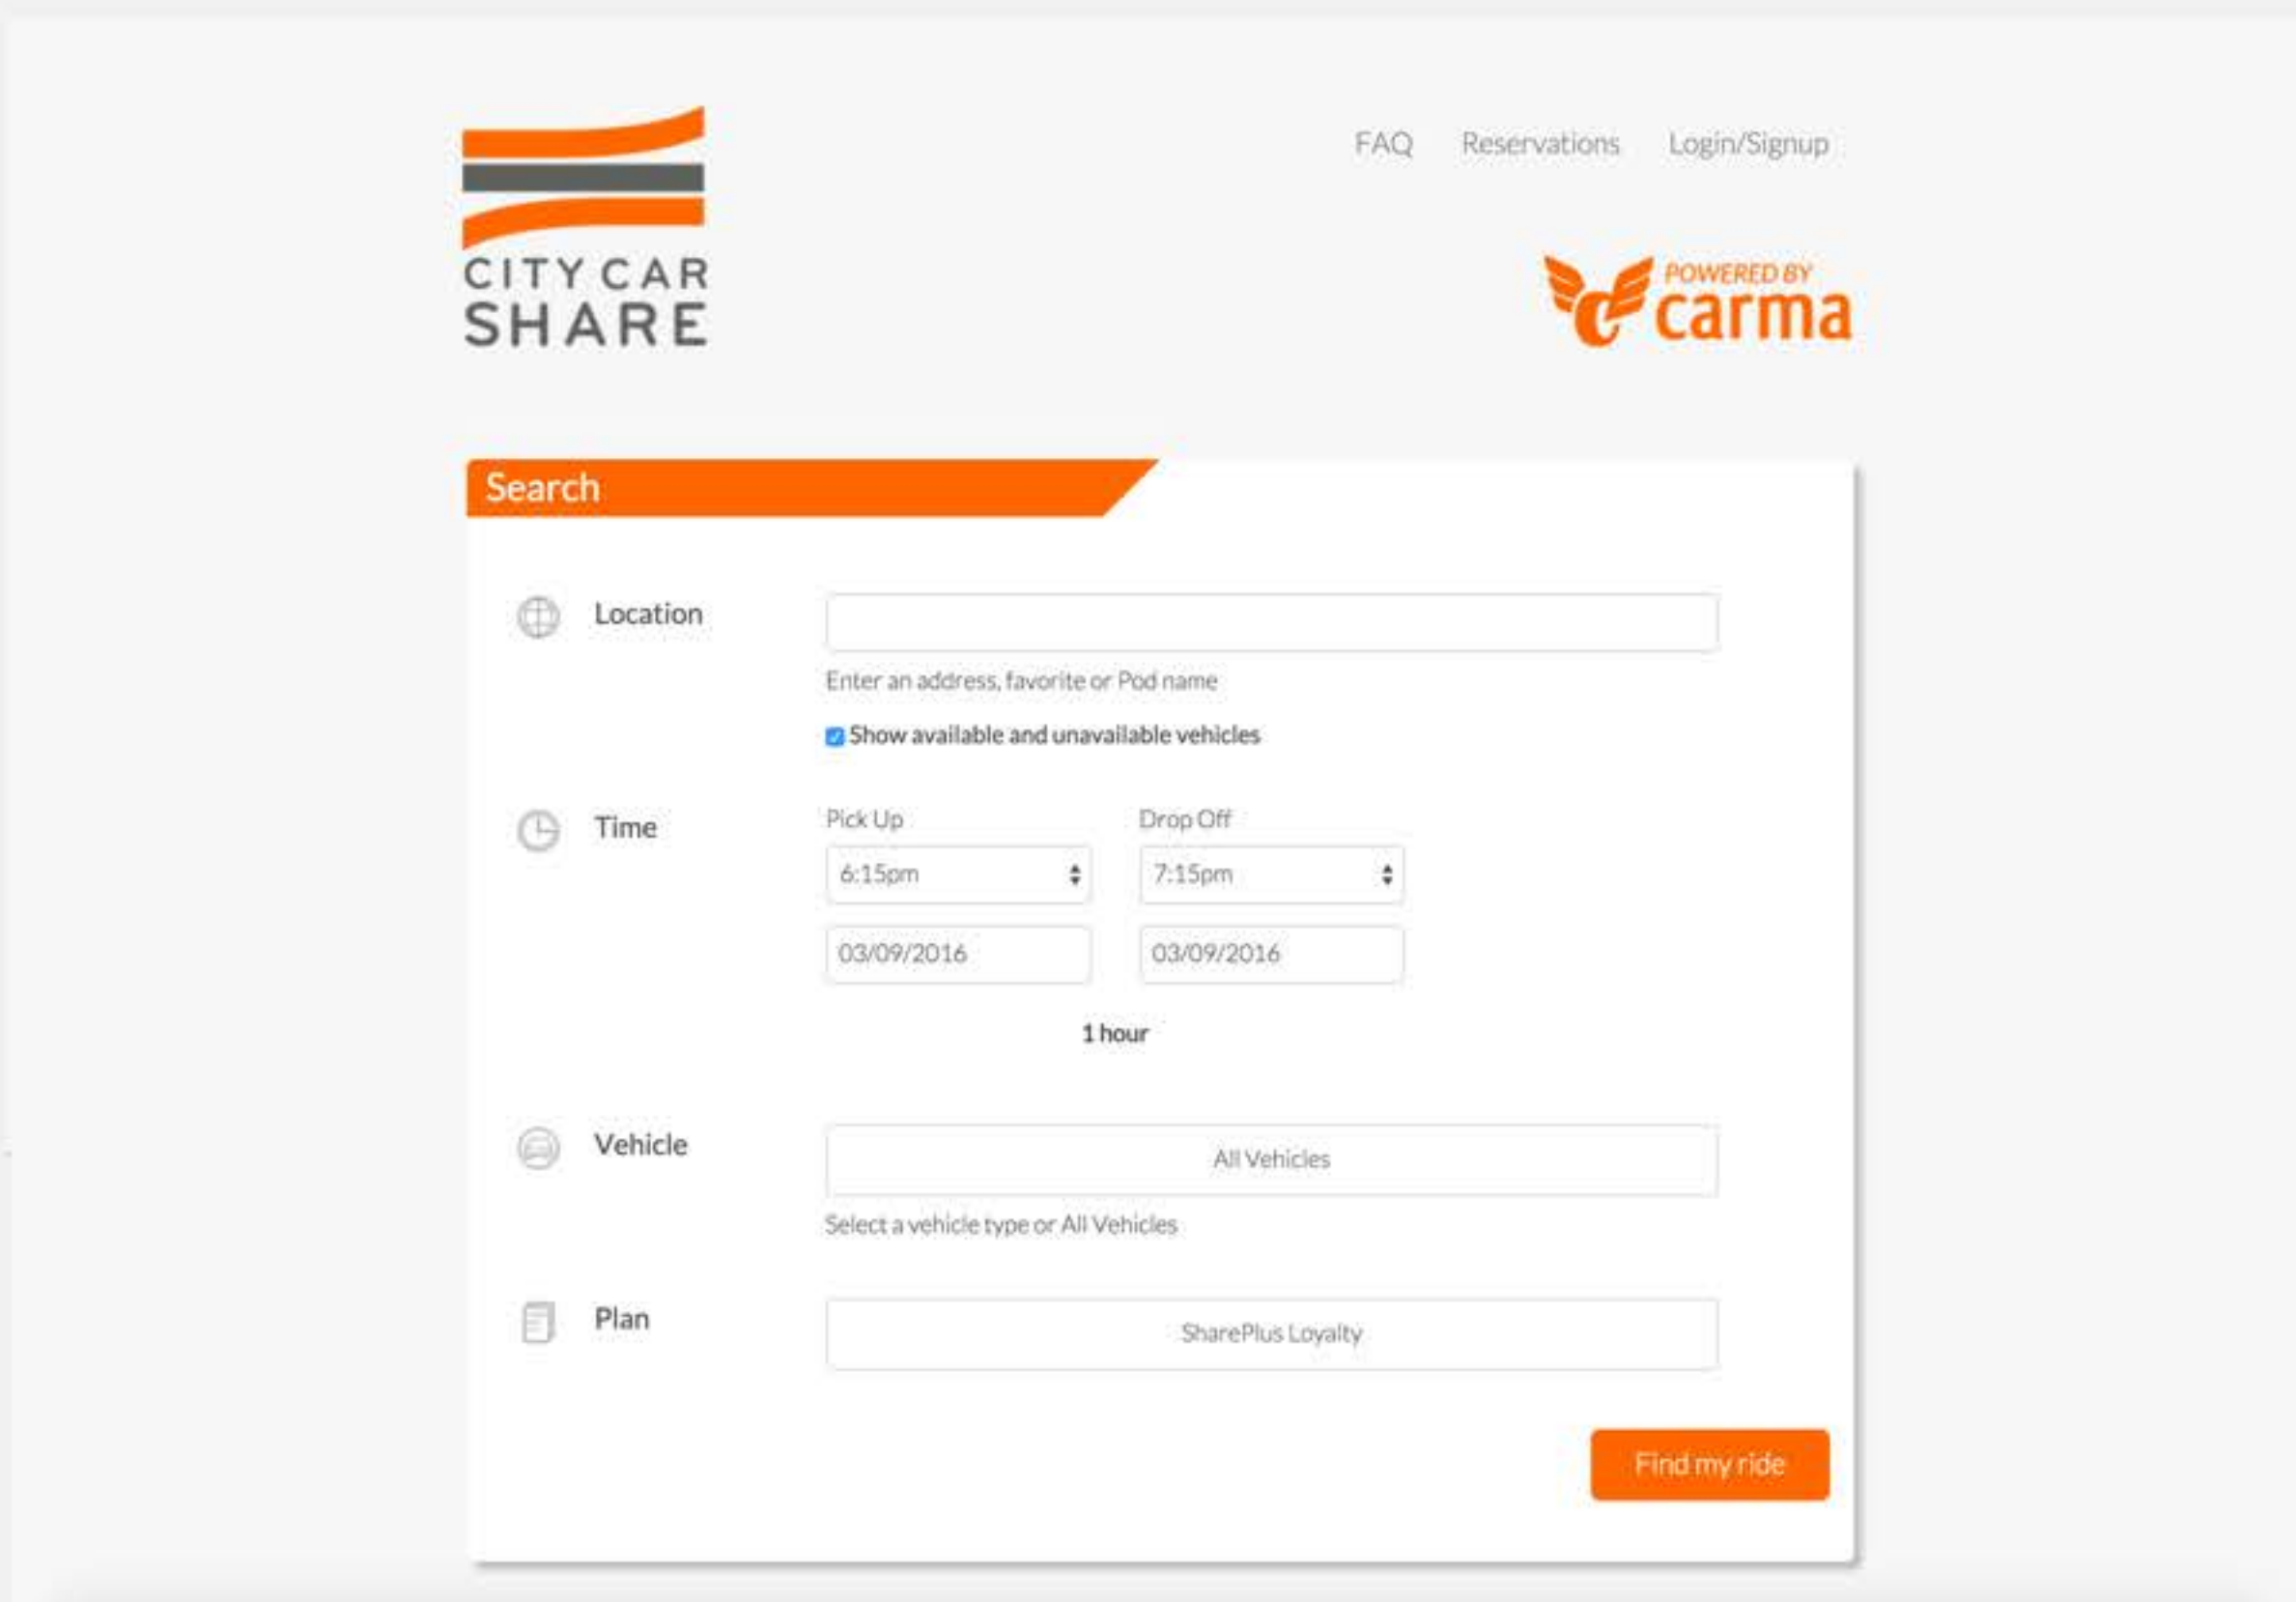 CITY CAR
SHARE
FAQ Reservations Login/Signup
POWERED BY
carma
Search
Location
Enter an address, favorite or Pod name
Show available and unavailable vehicles
Time
Pick Up Drop Off
6:15pm 7:15pm
03/09/2016 03/09/2016
1 hour
Vehicle
All Vehicles
Select a vehicle type or All Vehicles
Plan
SharePlus Loyalty
Find my ride